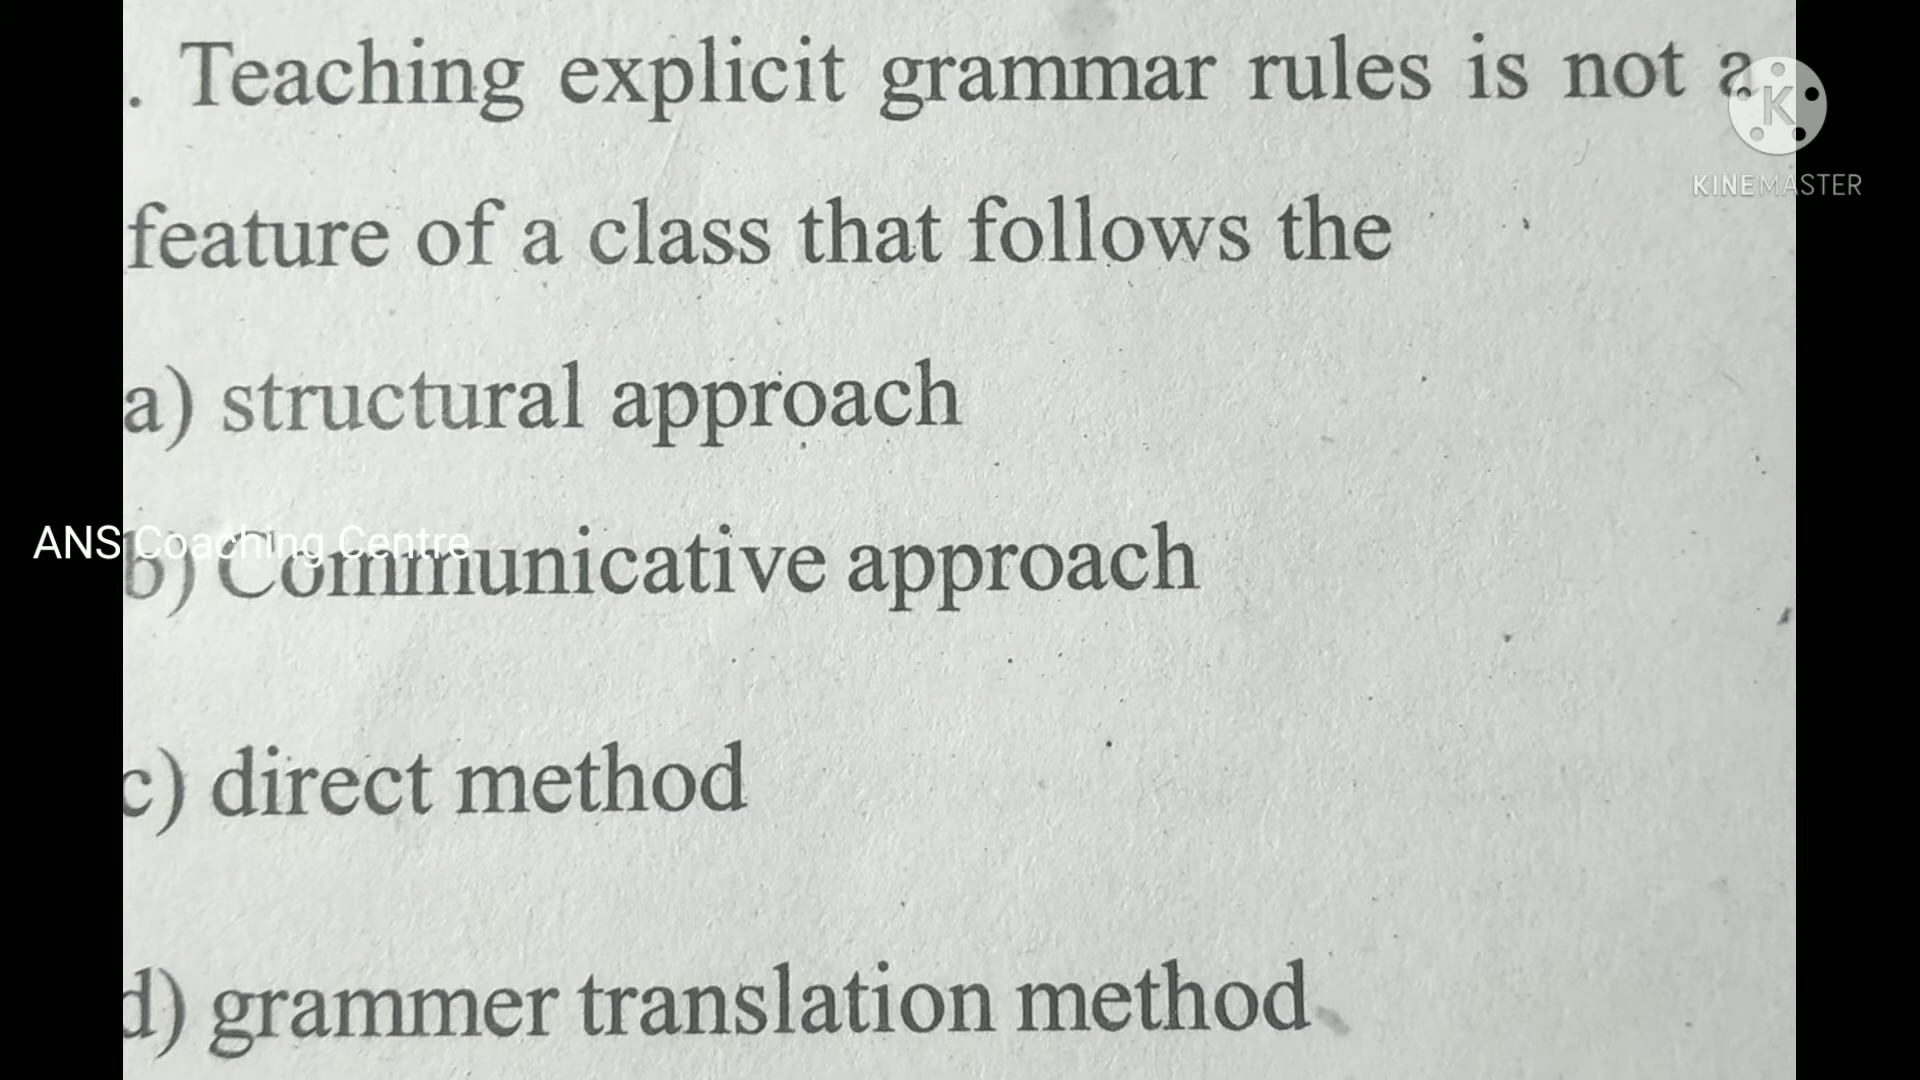 . Teaching explicit grammar rules is not a
KINEMASTER
feature of a class that follows the
a) structural approach
ANS Coaching Centre
b) Communicative approach
c) direct method
d) grammer translation method